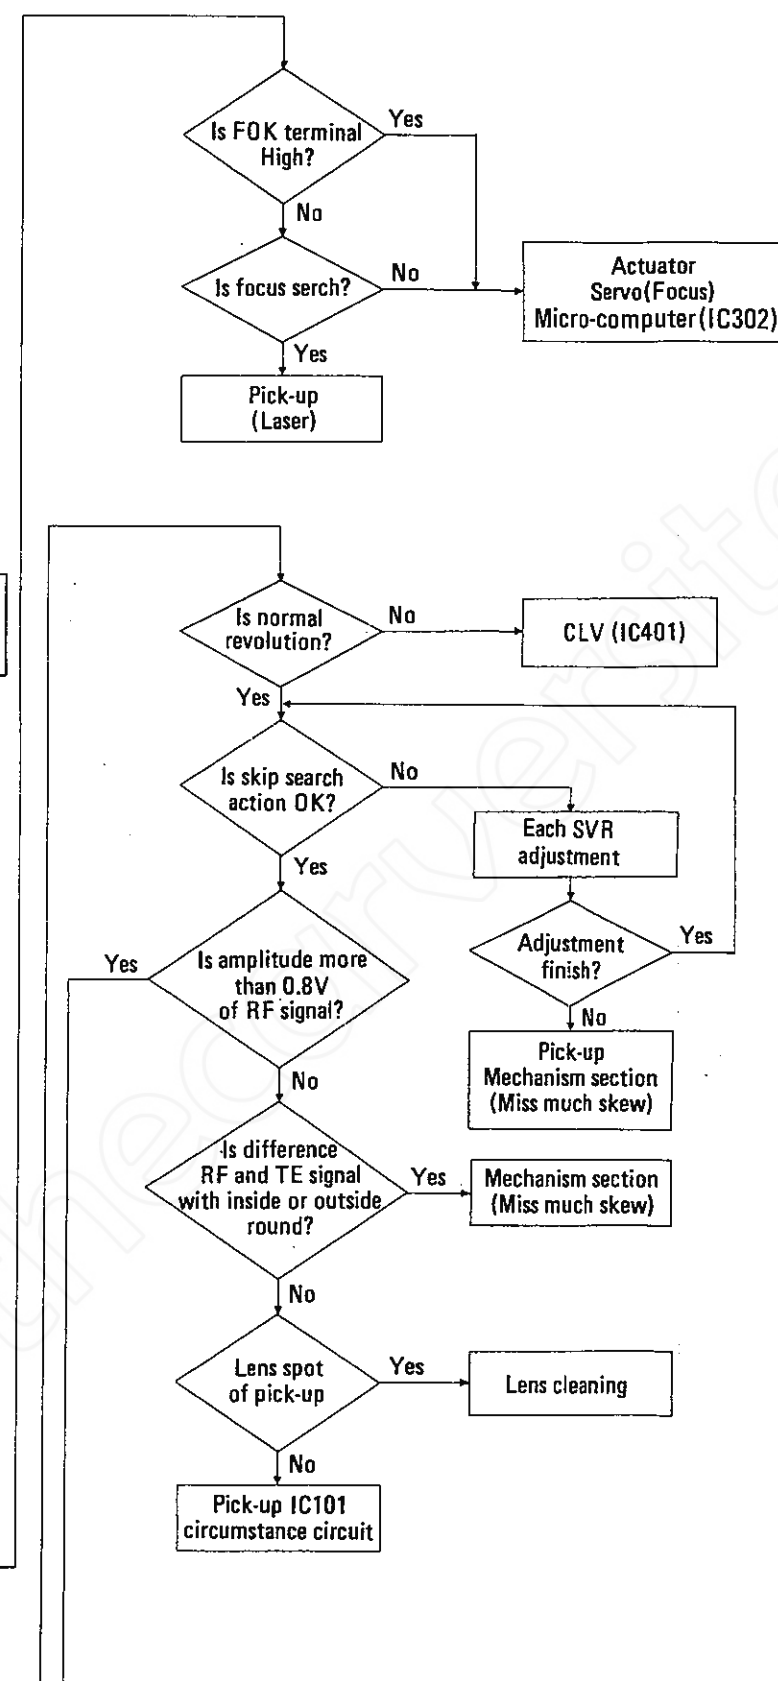 Is FOK terminal
High?
Yes
No
Is focus serch?
No
Yes
Actuator
Servo(Focus)
Micro-computer(IC302)
Pick-up
(Laser)
Is normal
revolution?
No
CLV (IC401)
Yes
Is skip search
action OK?
No
Each SVR
adjustment
Yes
Adjustment
finish?
Yes
No
Pick-up
Mechanism section
(Miss much skew)
Yes
Is amplitude more
than 0.8V
of RF signal?
No
Is difference
RF and TE signal
with inside or outside
round?
Yes
Mechanism section
(Miss much skew)
No
Lens spot
of pick-up
Yes
Lens cleaning
No
Pick-up IC101
circumstance circuit